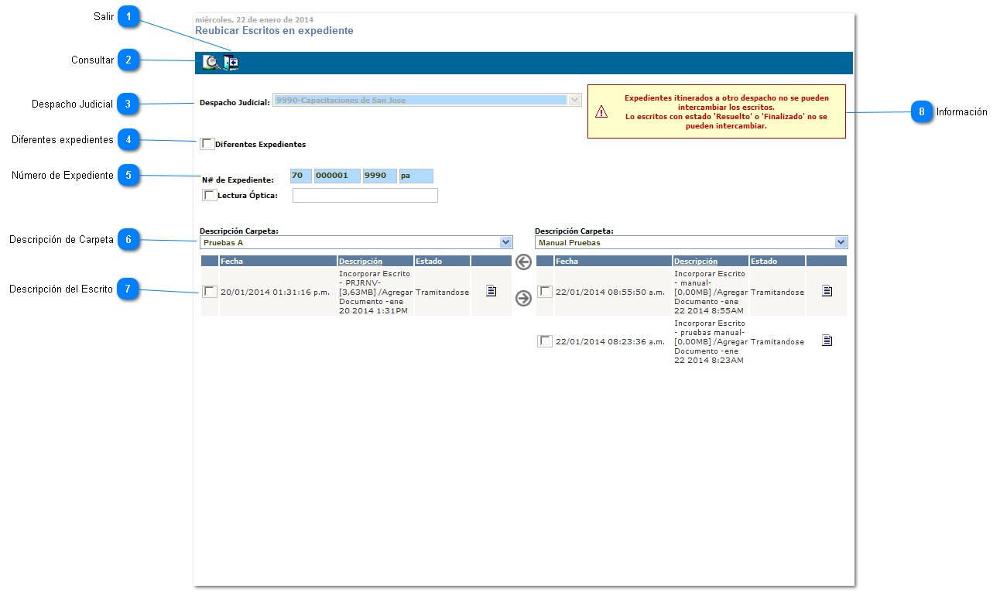 Salir 1
miércoles, 22 de enero de 2014
Reubicar Escritos en expediente
Consultar 2
Despacho Judicial 3
Despacho Judicial: 9990-Capacitaciones de San Jose
Expedientes itinerados a otro despacho no se pueden
intercambiar los escritos.
Lo escritos con estado 'Resuelto' o 'Finalizado' no se
pueden intercambiar.
8 Información
Diferentes expedientes 4
Diferentes Expedientes
Número de Expediente 5
N# de Expediente: 70 000001 9990 pa
Lectura Óptica:
Descripción de Carpeta 6
Descripción Carpeta:
Pruebas A
Fecha Descripción Estado
Descripción del Escrito 7
20/01/2014 01:31:16 p.m.
Incorporar Escrito
- PRJRNV-
[3,63MB] /Agregar
Documento -ene
20 2014 1:31PM
Tramitandose
Descripción Carpeta:
Manual Pruebas
Fecha Descripción Estado
22/01/2014 08:55:50 a.m.
Incorporar Escrito
- manual-
[0,00MB] /Agregar
Documento -ene
22 2014 8:55AM
Tramitandose
22/01/2014 08:23:36 a.m.
Incorporar Escrito
- pruebas manual-
[0,00MB] /Agregar
Documento -ene
22 2014 8:23AM
Tramitandose